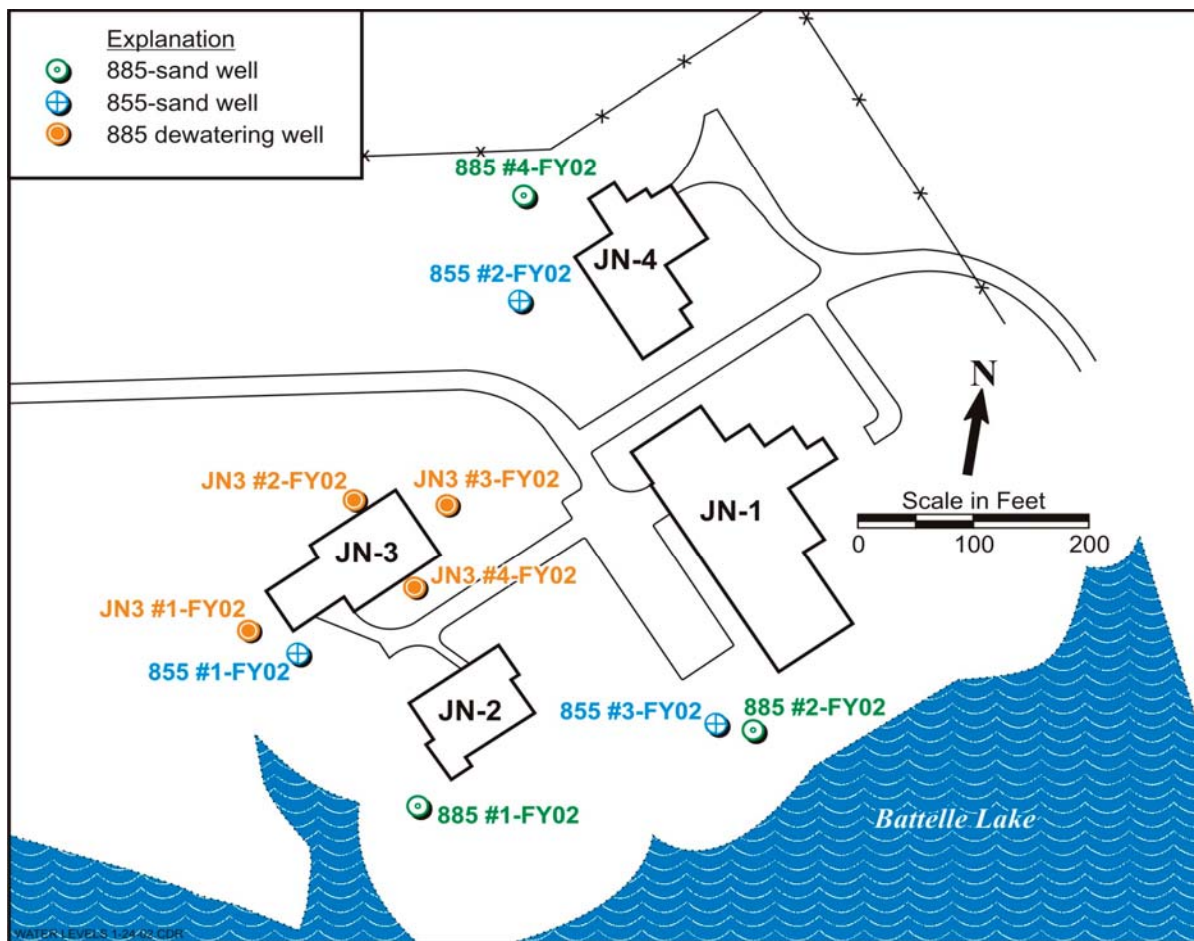 Explanation
885-sand well
855-sand well
885 dewatering well
885 #4-FY02
855 #2-FY02
JN-4
N
JN3 #2-FY02
JN3 #3-FY02
JN-1
Scale in Feet
0 100 200
JN-3
JN3 #4-FY02
JN3 #1-FY02
855 #1-FY02
JN-2
855 #3-FY02
885 #2-FY02
885 #1-FY02
Battelle Lake
WATER LEVELS 1-24-02.CDR